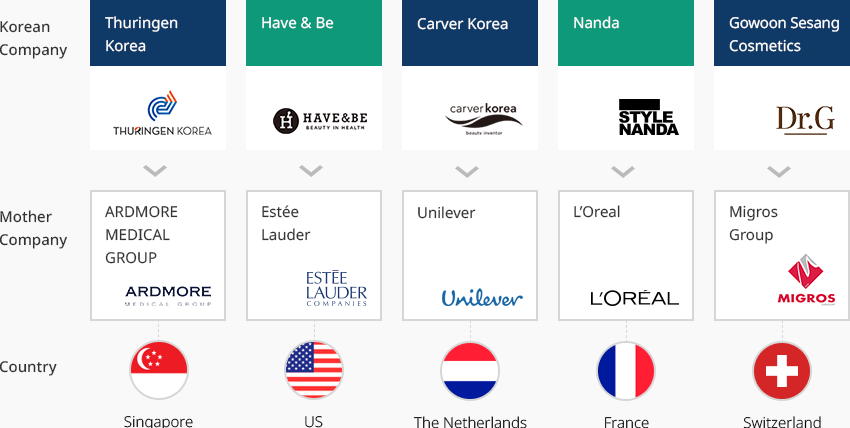 Korean
Company
Thuringen
Korea
Have & Be
Carver Korea
Nanda
Gowoon Sesang
Cosmetics
THURINGEN KOREA
H
HAVE&BE
BEAUTY IN HEALTH
carver korea
beaute inventor
STYLE
NANDA
Dr.G
Mother
Company
ARDMORE
MEDICAL
GROUP
ARDMORE
MEDICAL GROUP
Estée
Lauder
ESTĒE
LAUDER
COMPANIES
Unilever
Unilever
L'Oreal
L'ORÉAL
Migros
Group
MIGROS
Country
Singapore
US
The Netherlands
France
Switzerland